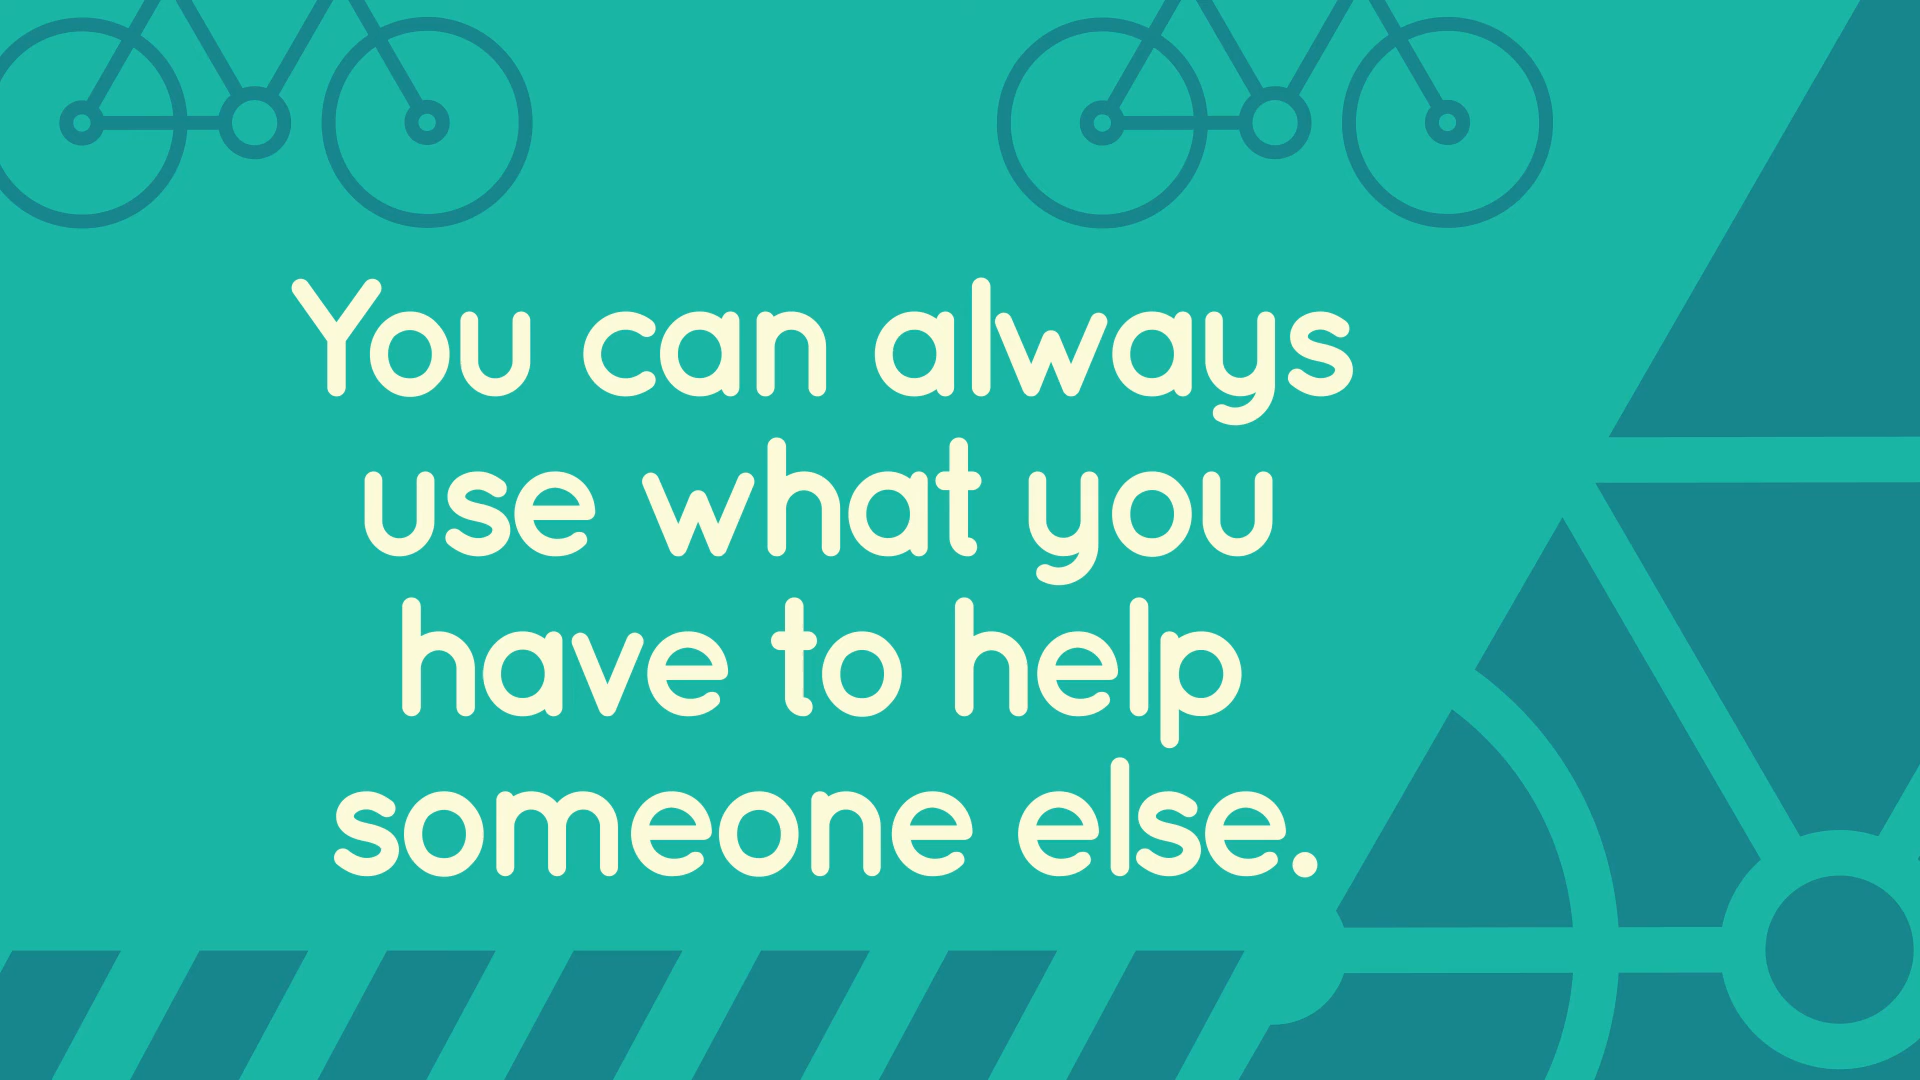 You can always
use what you
have to help
someone else.